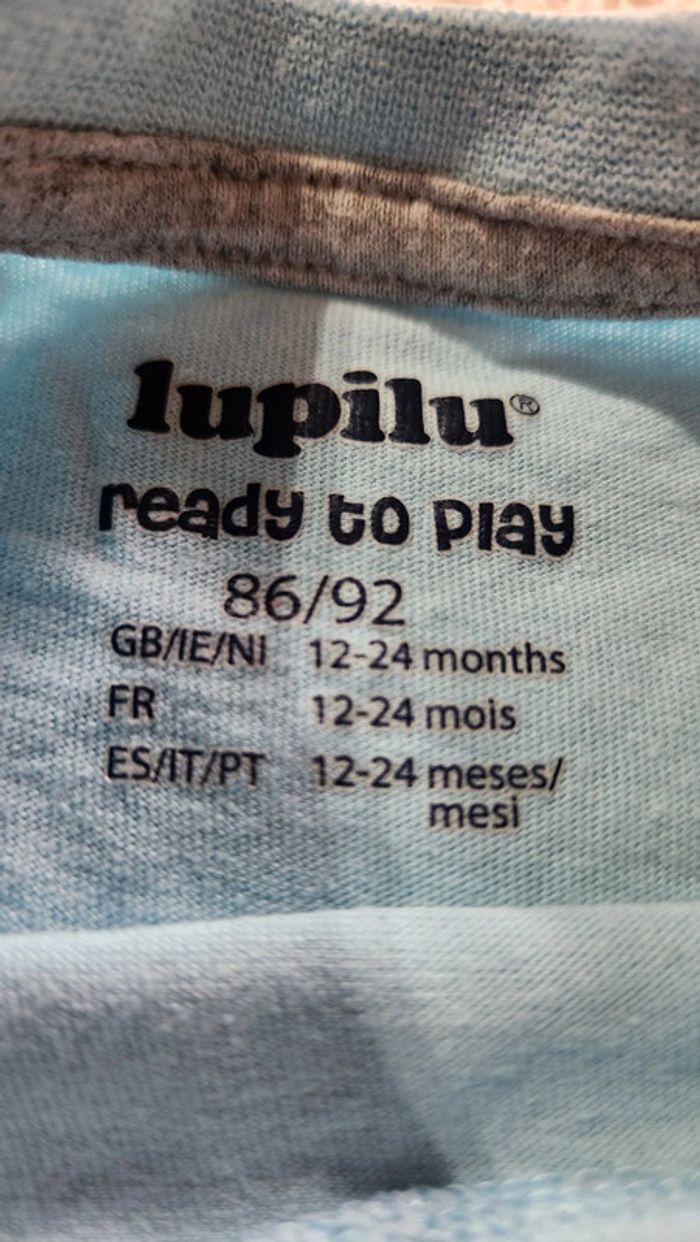 lupilu®
ready to play
86/92
GB/IE/NI 12-24 months
FR 12-24 mois
ES/IT/PT 12-24 meses/
mesi